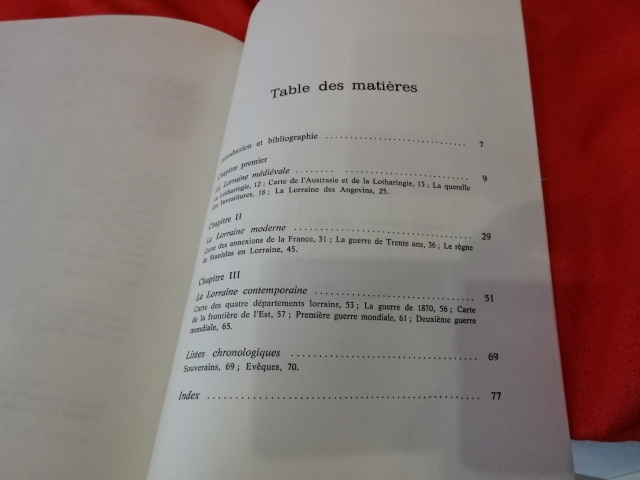 Table des matières
Introduction et bibliographie ........................... 7
Chapitre premier
La Lorraine médiévale ........... ........................... 9
La Lotharingie, 12 ; Carte de l'Austrasie et de la Lotharingie, 13 ; La querelle
des Investitures, 18 ; La Lorraine des Angevins, 25.
Chapitre II
La Lorraine moderne ................................... 29
Carte des annexions de la France, 31 ; La guerre de Trente ans, 36 ; Le règne
de Stanislas en Lorraine, 45.
Chapitre III
La Lorraine contemporaine .............................. 51
Carte des quatre départements lorrains, 53 ; La guerre de 1870, 56 ; Carte
de la frontière de l'Est, 57 ; Première guerre mondiale, 61 ; Deuxième guerre
mondiale, 65.
Listes chronologiques ................................... 69
Souverains, 69 ; Evêques, 70.
Index ................................................... 77